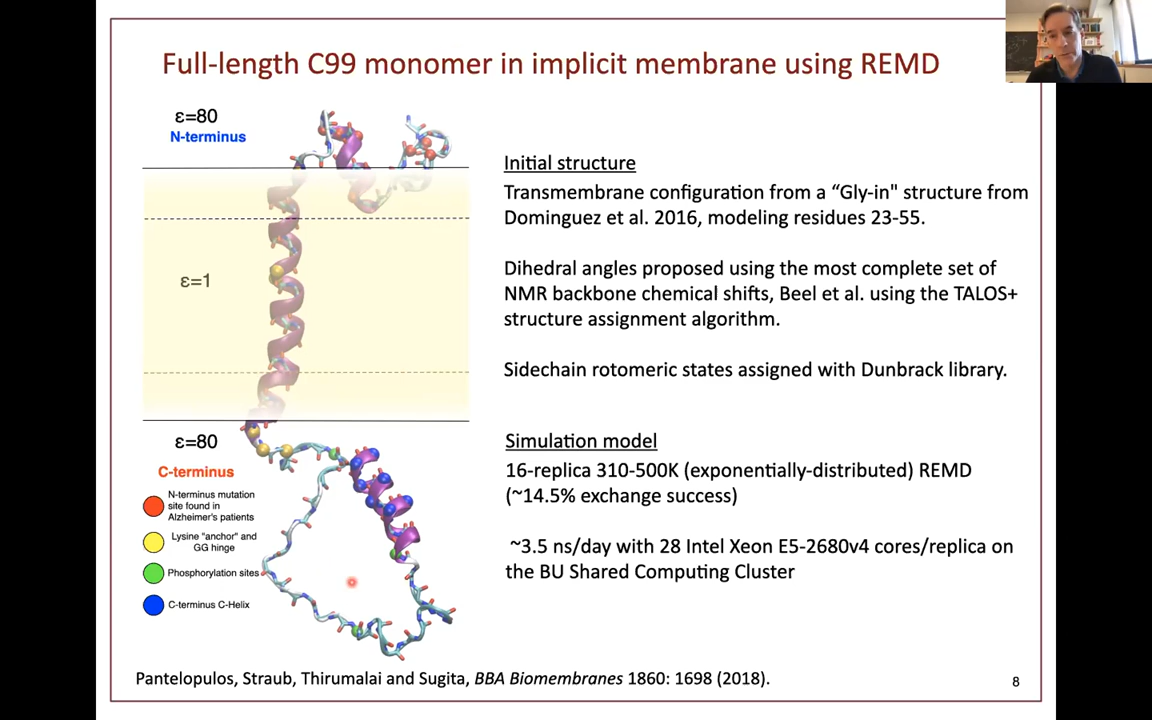 Full-length C99 monomer in implicit membrane using REMD
ε=80
N-terminus
ε=1
ε=80
C-terminus
N-terminus mutation
site found in
Alzheimer's patients
Lysine "anchor" and
GG hinge
Phosphorylation sites
C-terminus C-Helix
Initial structure
Transmembrane configuration from a “Gly-in" structure from
Dominguez et al. 2016, modeling residues 23-55.
Dihedral angles proposed using the most complete set of
NMR backbone chemical shifts, Beel et al. using the TALOS+
structure assignment algorithm.
Sidechain rotomeric states assigned with Dunbrack library.
Simulation model
16-replica 310-500K (exponentially-distributed) REMD
(~14.5% exchange success)
~3.5 ns/day with 28 Intel Xeon E5-2680v4 cores/replica on
the BU Shared Computing Cluster
Pantelopulos, Straub, Thirumalai and Sugita, BBA Biomembranes 1860: 1698 (2018).
8